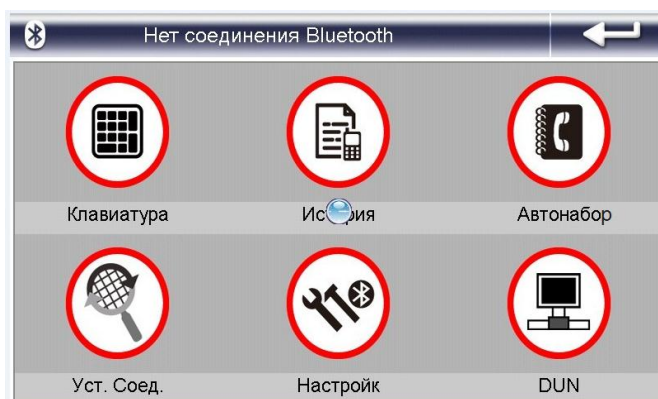 Нет соединения Bluetooth
Клавиатура
Автонабор
Уст. Соед.
Настройк
DUN